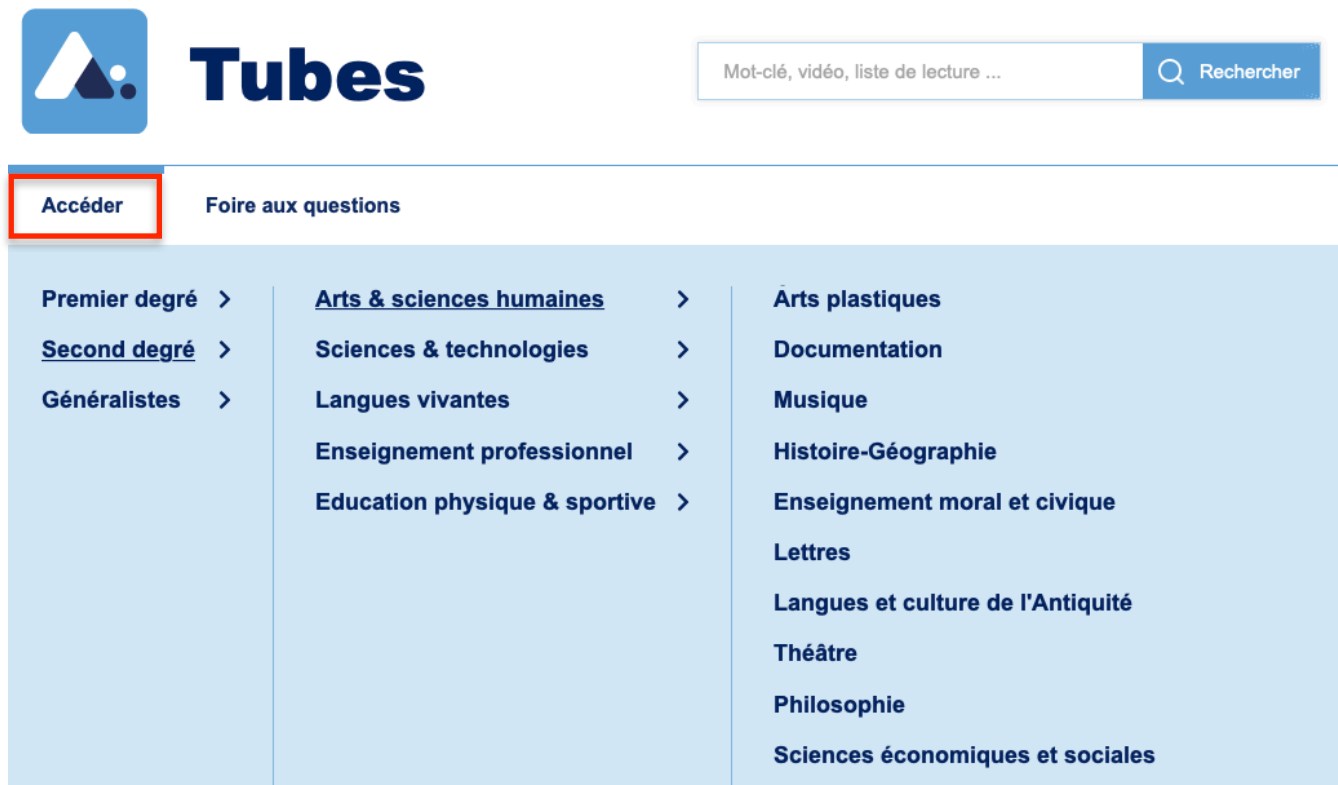 Tubes
Mot-clé, vidéo, liste de lecture ...
Rechercher
Accéder
Foire aux questions
Premier degré
Second degré
Généralistes
Arts & sciences humaines
Sciences & technologies
Langues vivantes
Enseignement professionnel
Education physique & sportive
Arts plastiques
Documentation
Musique
Histoire-Géographie
Enseignement moral et civique
Lettres
Langues et culture de l'Antiquité
Théâtre
Philosophie
Sciences économiques et sociales